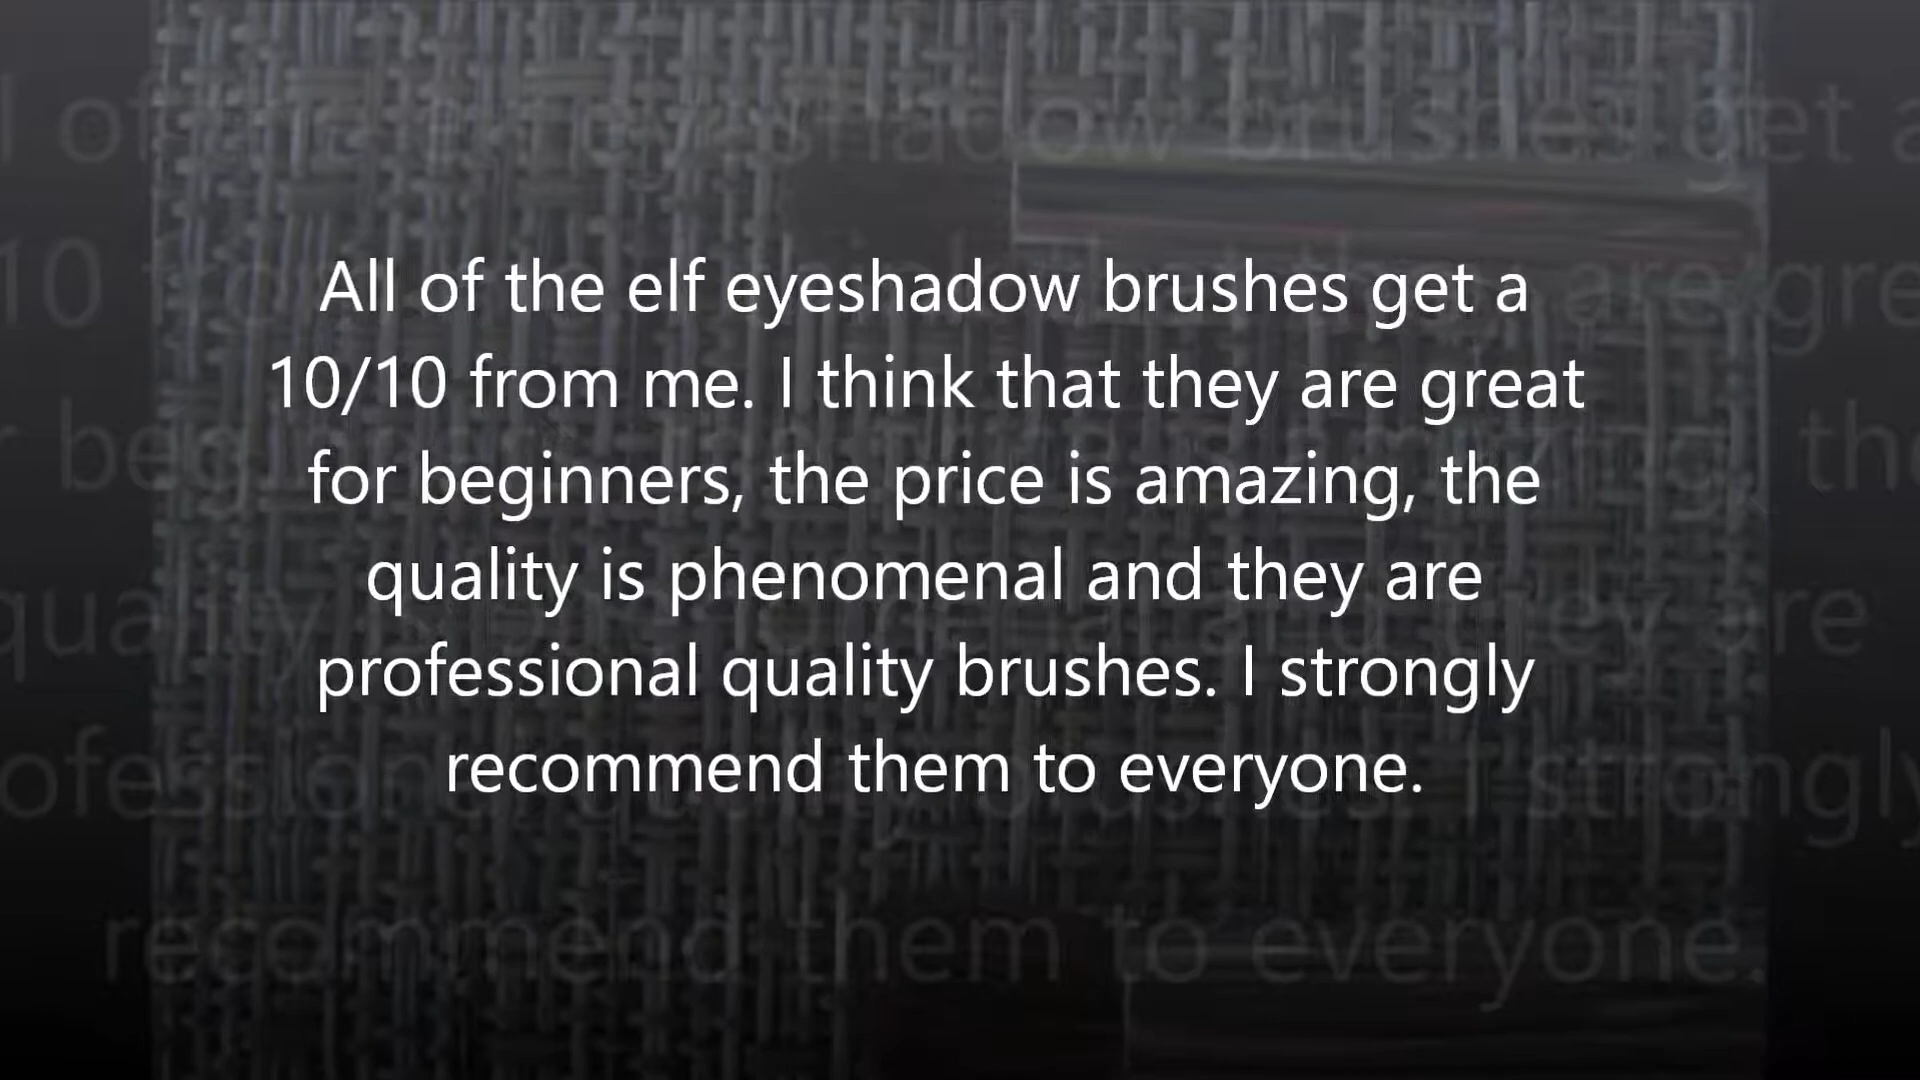 All of the elf eyeshadow brushes get a
10/10 from me. I think that they are great
for beginners, the price is amazing, the
quality is phenomenal and they are
professional quality brushes. I strongly
recommend them to everyone.